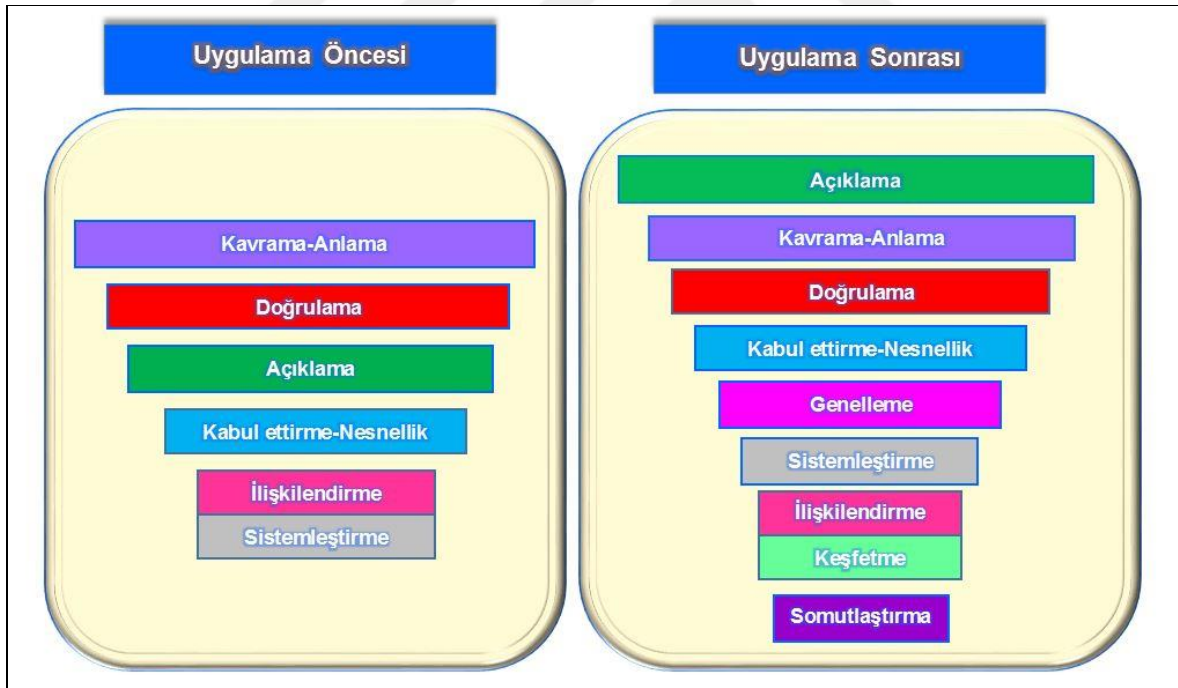 Uygulama Öncesi
Kavrama-Anlama
Doğrulama
Açıklama
Kabul ettirme-Nesnellik
İlişkilendirme
Sistemleştirme
Uygulama Sonrası
Açıklama
Kavrama-Anlama
Doğrulama
Kabul ettirme-Nesnellik
Genelleme
Sistemleştirme
İlişkilendirme
Keşfetme
Somutlaştırma